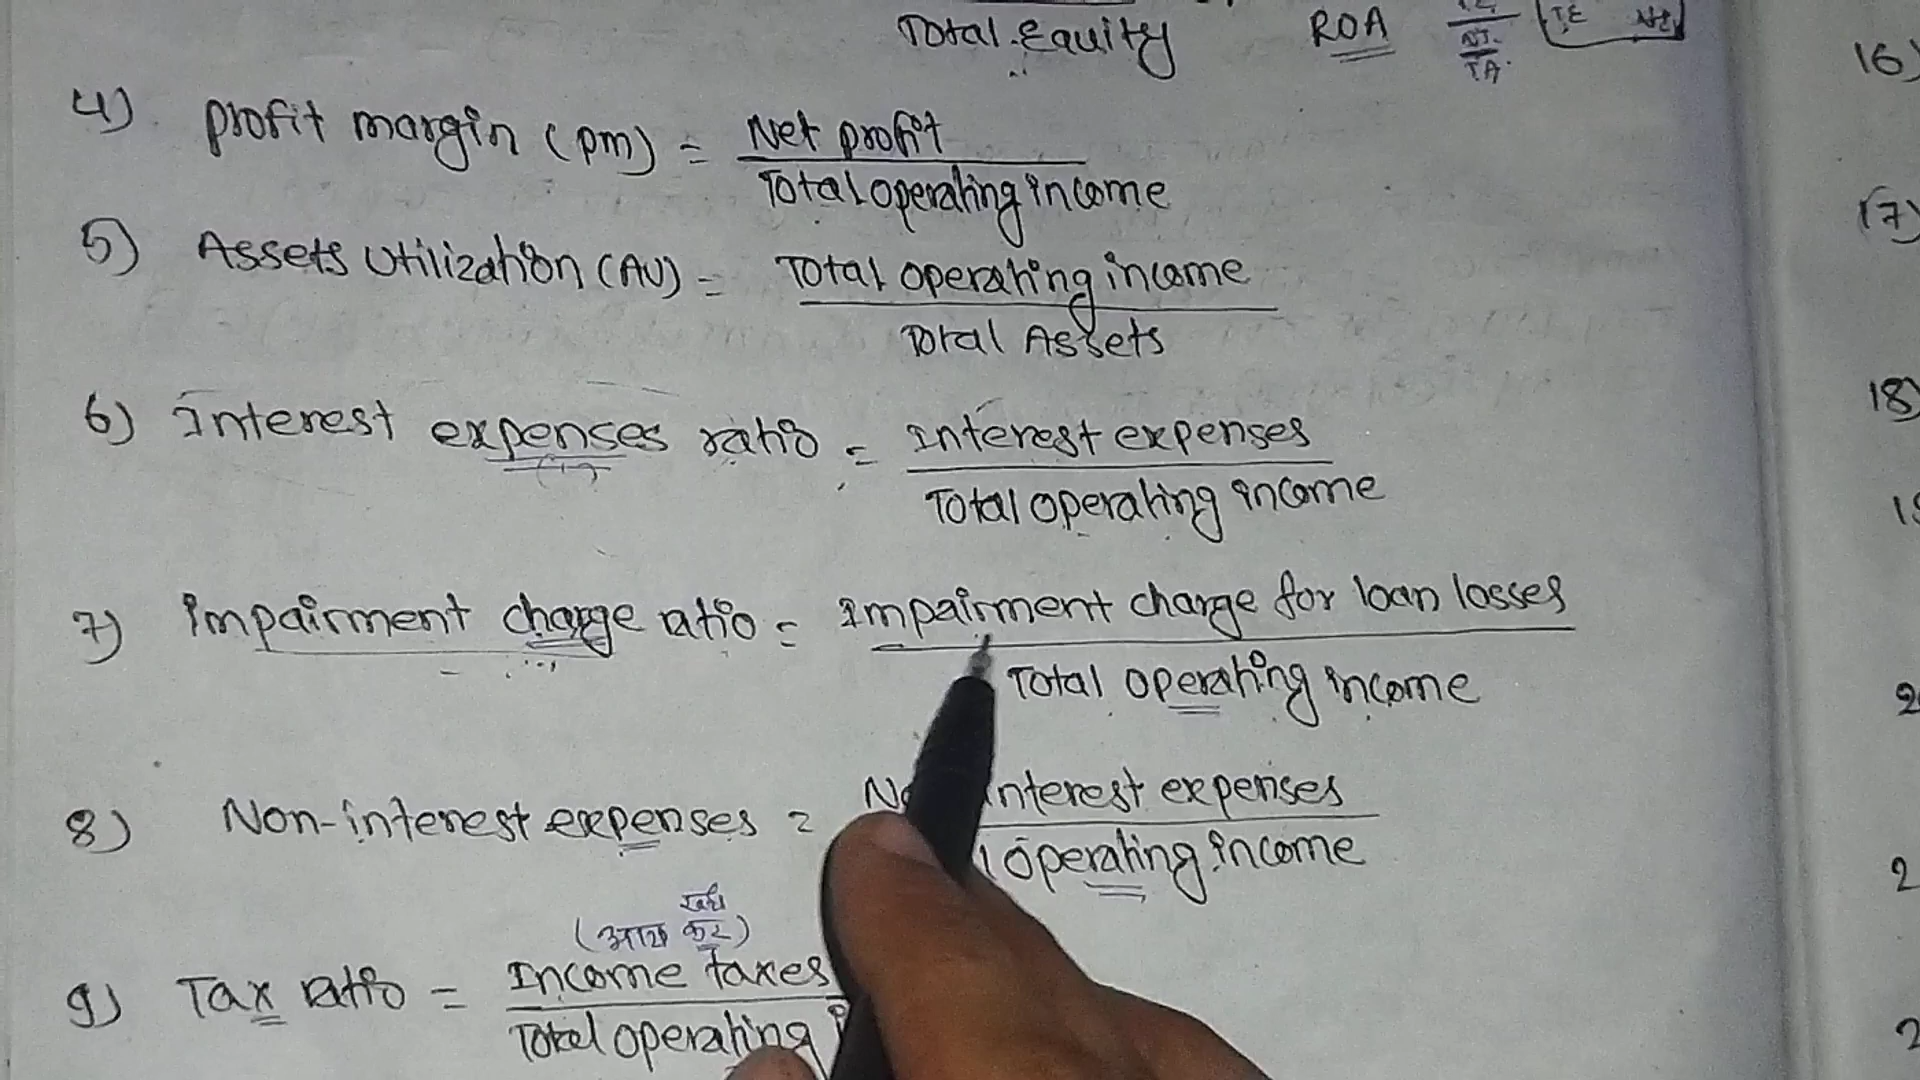 Total Equity ROA
TA
16)
4) Profit margin (pm) = Net profit
Total operating income
17)
5) Assets Utilization (AU) = Total operating income
Total Assets
18)
6) Interest expenses ratio = Interest expenses
Total operating income
7) Impairment charge ratio = Impairment charge for loan losses
Total operating income
8) Non-interest expenses = interest expenses
operating income
(आय कर)
9) Tax ratio = Income taxes
Total operating